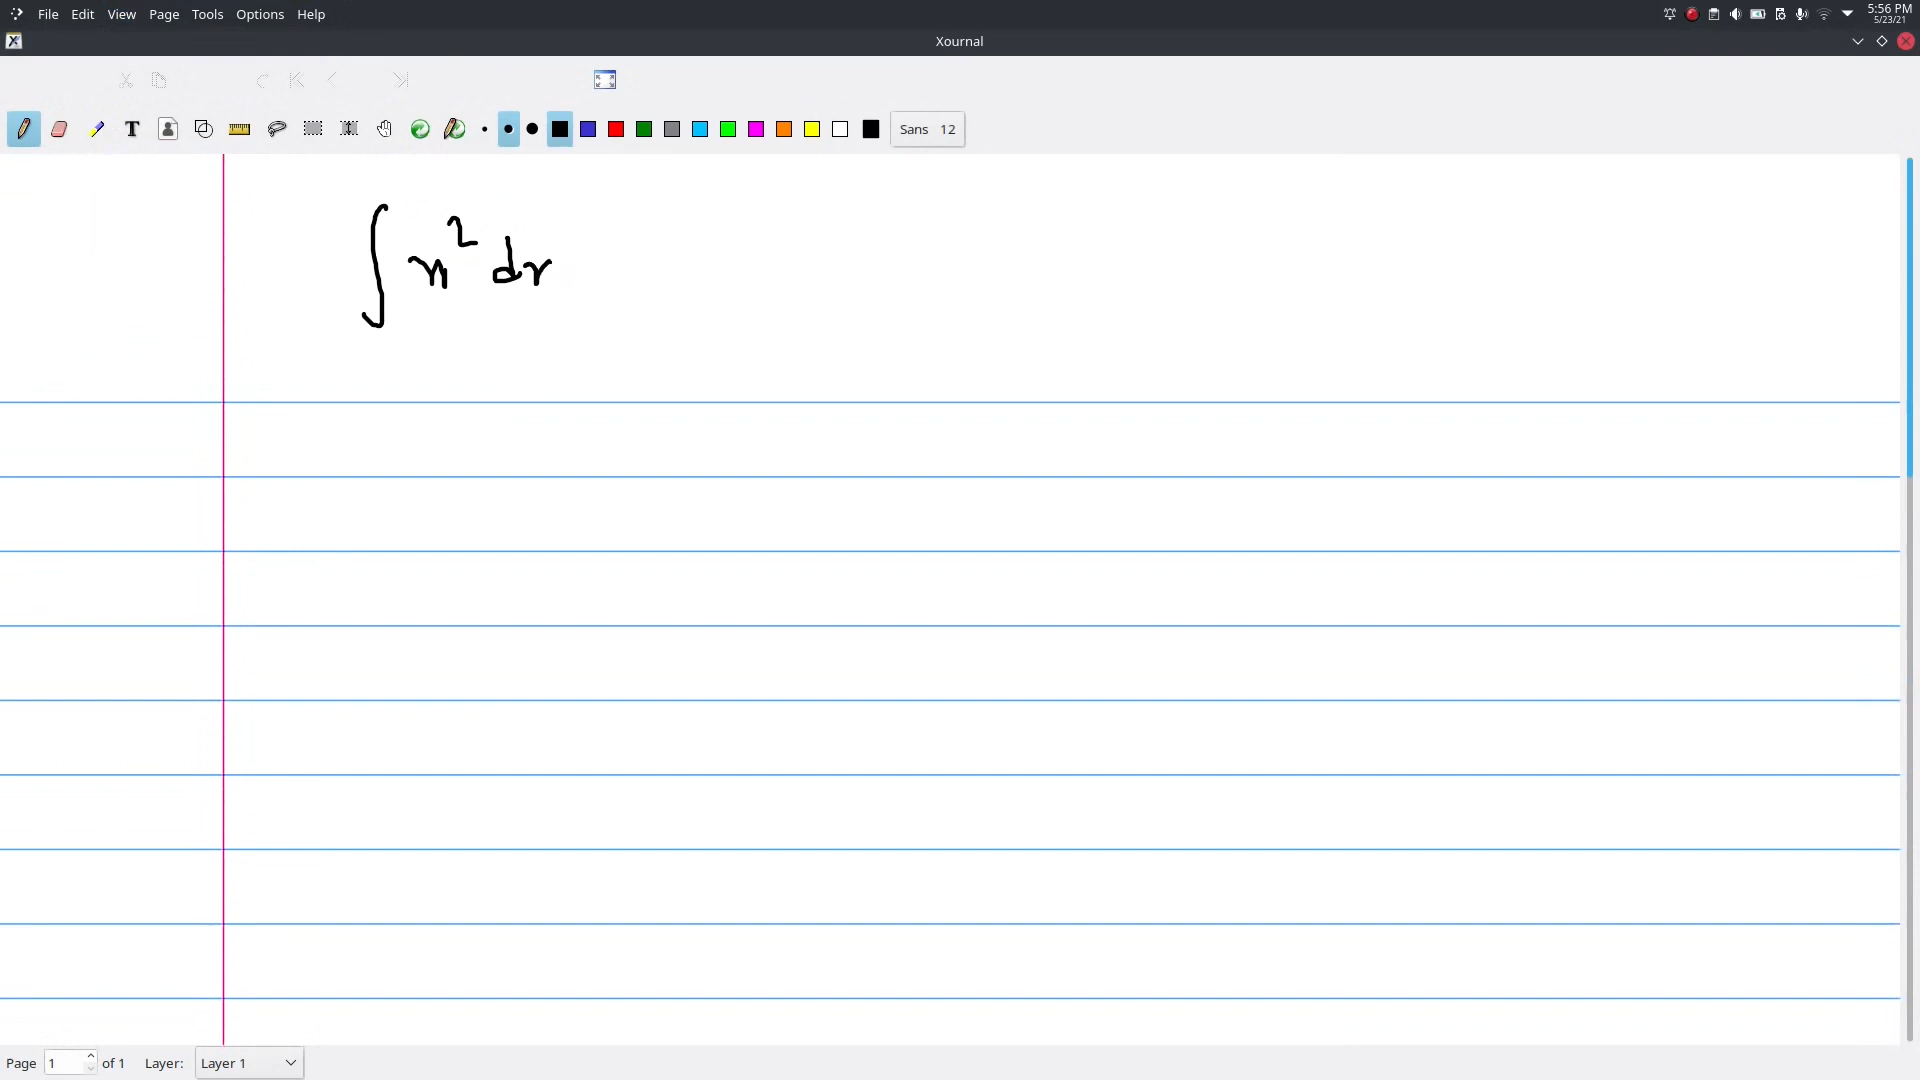 File Edit View Page Tools Options Help
5:56 PM
5/23/21
Xournal
T
Sans 12
∫ x² dx
Page 1 of 1 Layer: Layer 1